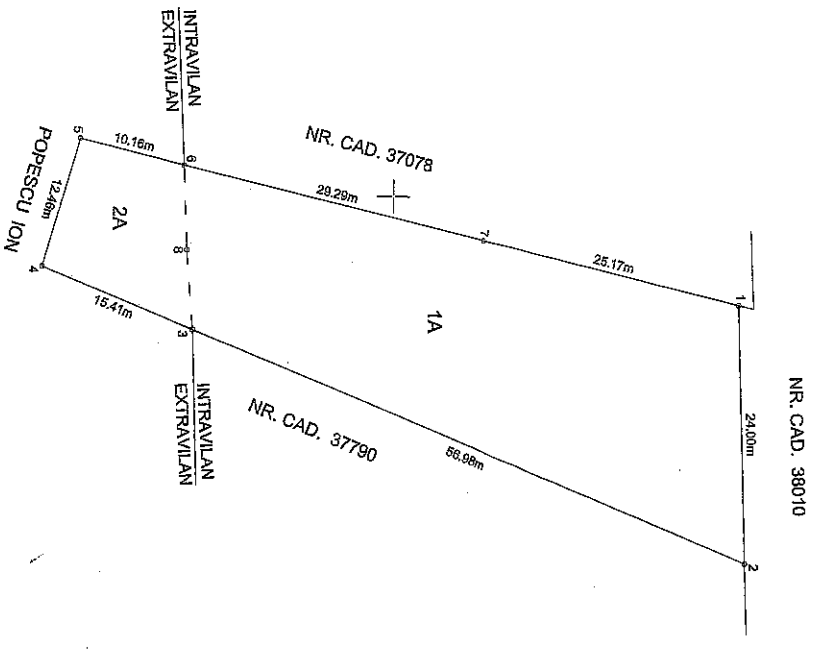 INTRAVILAN
EXTRAVILAN
NR. CAD. 37078
NR. CAD. 38010
5
10.16m
6
29.29m
7
25.17m
1
24.00m
2
POPESCU ION
12.46m
2A
8
1A
4
15.41m
3
56.98m
NR. CAD. 37790
INTRAVILAN
EXTRAVILAN